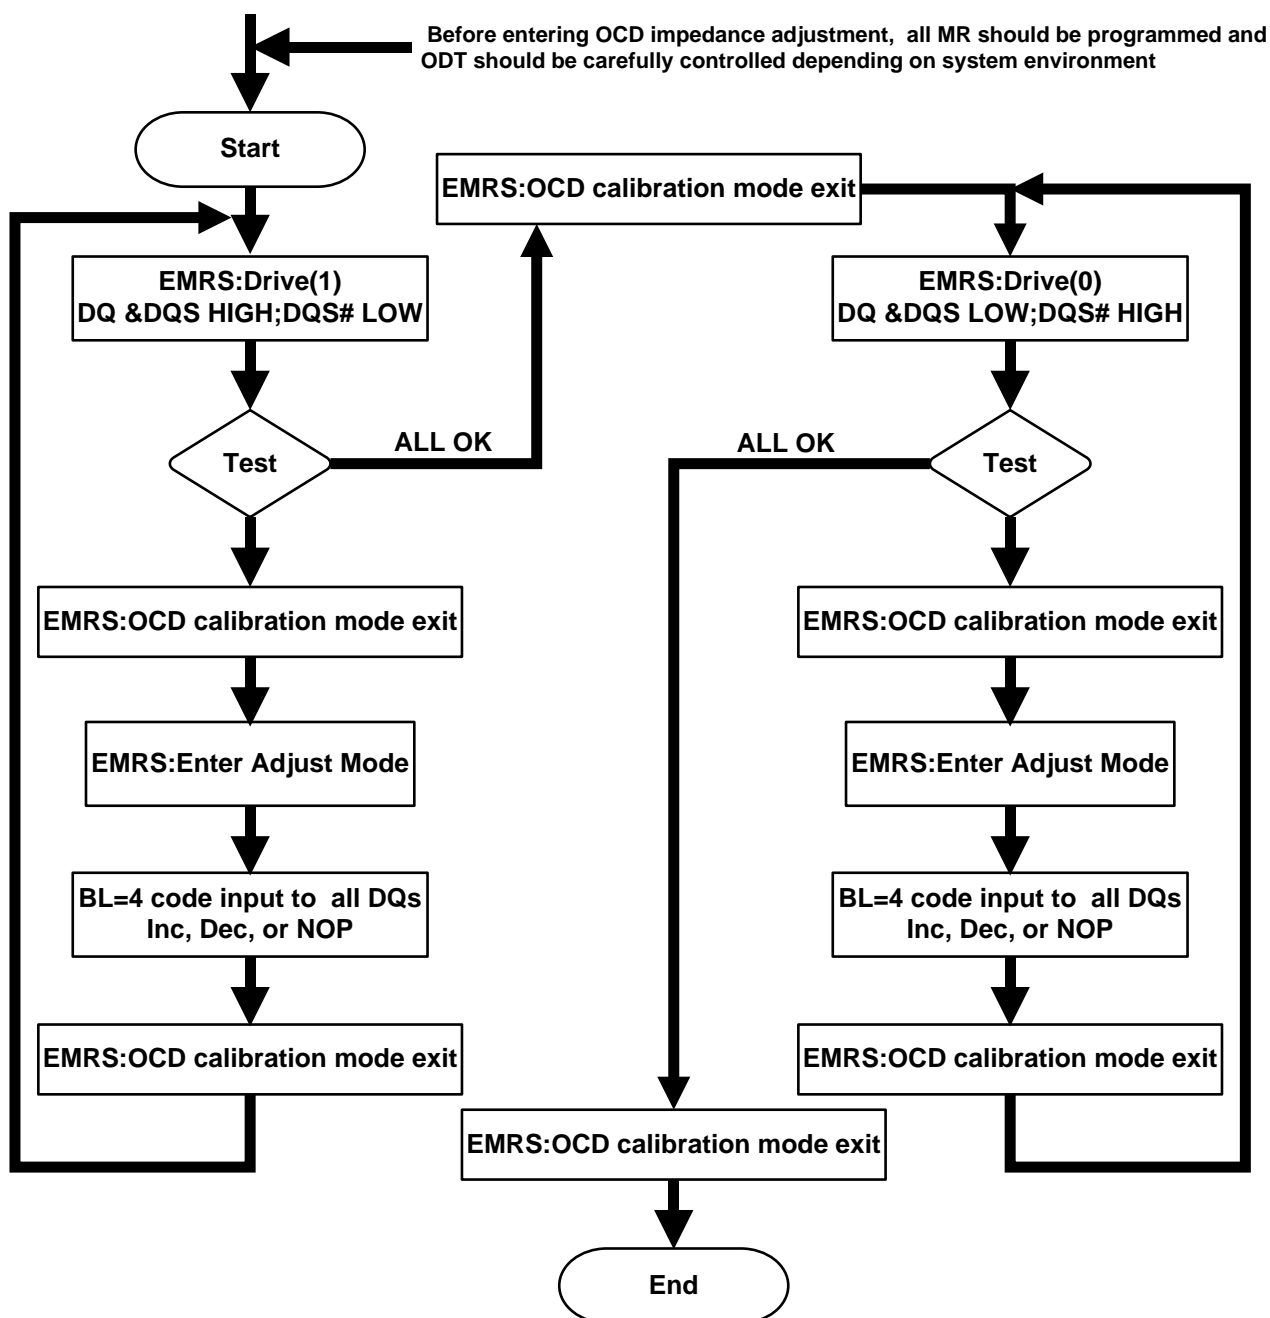 Before entering OCD impedance adjustment, all MR should be programmed and
ODT should be carefully controlled depending on system environment
Start
EMRS:OCD calibration mode exit
EMRS:Drive(1)
DQ &DQS HIGH;DQS# LOW
EMRS:Drive(0)
DQ &DQS LOW;DQS# HIGH
ALL OK
Test
ALL OK
Test
EMRS:OCD calibration mode exit
EMRS:OCD calibration mode exit
EMRS:Enter Adjust Mode
EMRS:Enter Adjust Mode
BL=4 code input to all DQs
Inc, Dec, or NOP
BL=4 code input to all DQs
Inc, Dec, or NOP
EMRS:OCD calibration mode exit
EMRS:OCD calibration mode exit
EMRS:OCD calibration mode exit
End